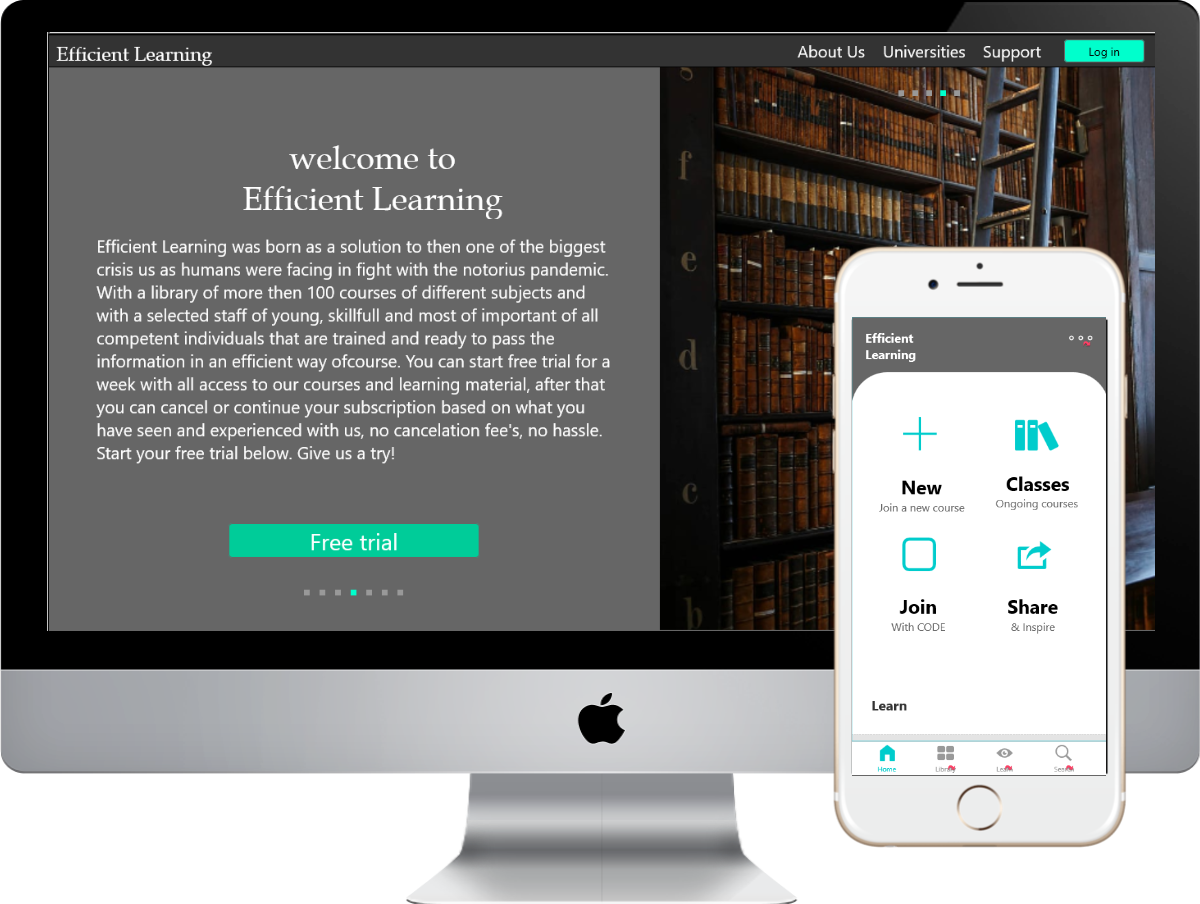 Efficient Learning
About Us Universities Support Log in
welcome to
Efficient Learning
Efficient Learning was born as a solution to then one of the biggest
crisis us as humans were facing in fight with the notorius pandemic.
With a library of more then 100 courses of different subjects and
with a selected staff of young, skillfull and most of important of all
competent individuals that are trained and ready to pass the
information in an efficient way ofcourse. You can start free trial for a
week with all access to our courses and learning material, after that
you can cancel or continue your subscription based on what you
have seen and experienced with us, no cancelation fee's, no hassle.
Start your free trial below. Give us a try!
Free trial
f
e
d
c
b
Efficient
Learning
New
Join a new course
Classes
Ongoing courses
Join
With CODE
Share
& Inspire
Learn
Home Library Learn Search